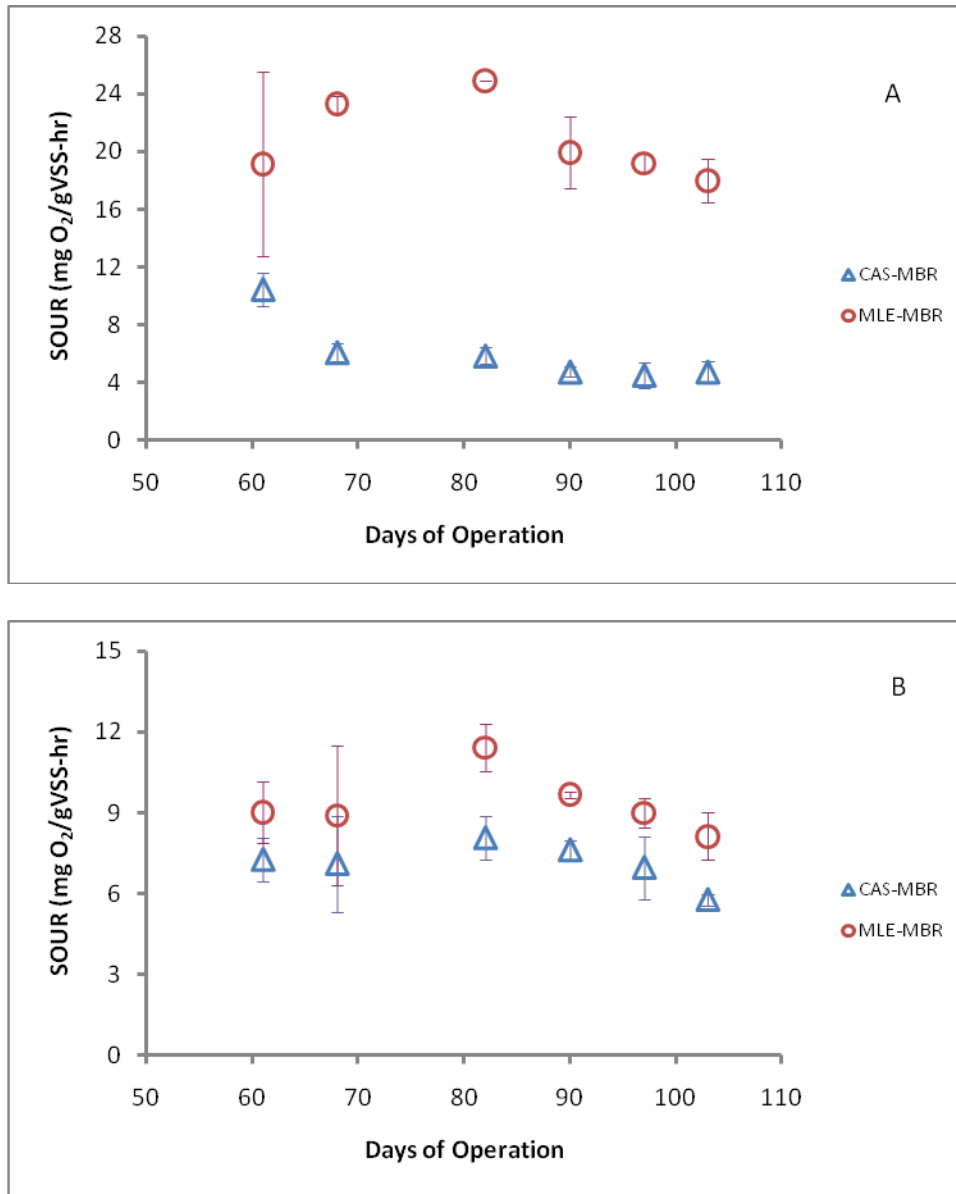 A
SOUR (mg O₂/gVSS-hr)
28
24
20
16
12
8
4
0
50 60 70 80 90 100 110
Days of Operation
CAS-MBR
MLE-MBR
B
SOUR (mg O₂/gVSS-hr)
15
12
9
6
3
0
50 60 70 80 90 100 110
Days of Operation
CAS-MBR
MLE-MBR